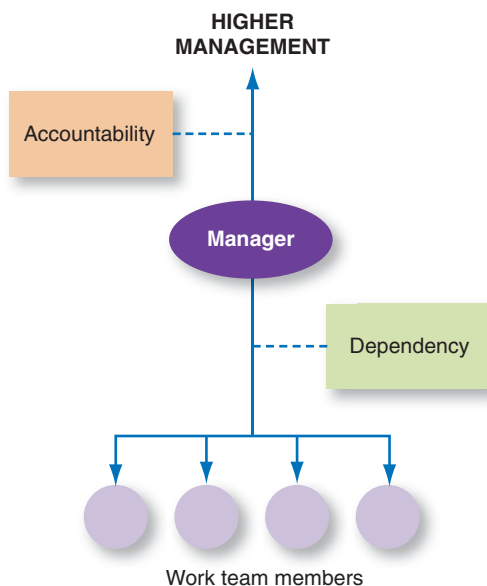 HIGHER
MANAGEMENT
Accountability
Manager
Dependency
Work team members